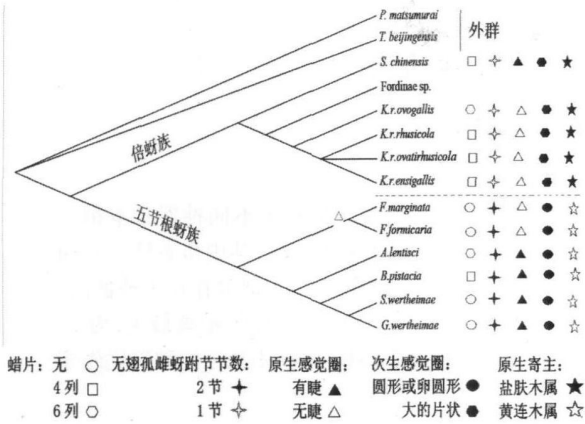 P. matsumurai
T. beijingensis
外群
S. chinensis
Fordinae sp.
倍蚜族
K.r.ovogallis
K.r.rhusicola
K.r.ovatirhusicola
K.r.ensigallis
五节根蚜族
F.marginata
F.formicaria
A.lentisci
B.pistacia
S.wertheimae
G.wertheimae
蜡片：无 ○ 无翅孤雌蚜跗节节数： 原生感觉圈： 次生感觉圈： 原生寄主：
4列 □ 2节 ✦ 有睫 ▲ 圆形或卵圆形 ● 盐肤木属 ★
6列 ⬡ 1节 ✧ 无睫 △ 大的片状 ⬢ 黄连木属 ☆